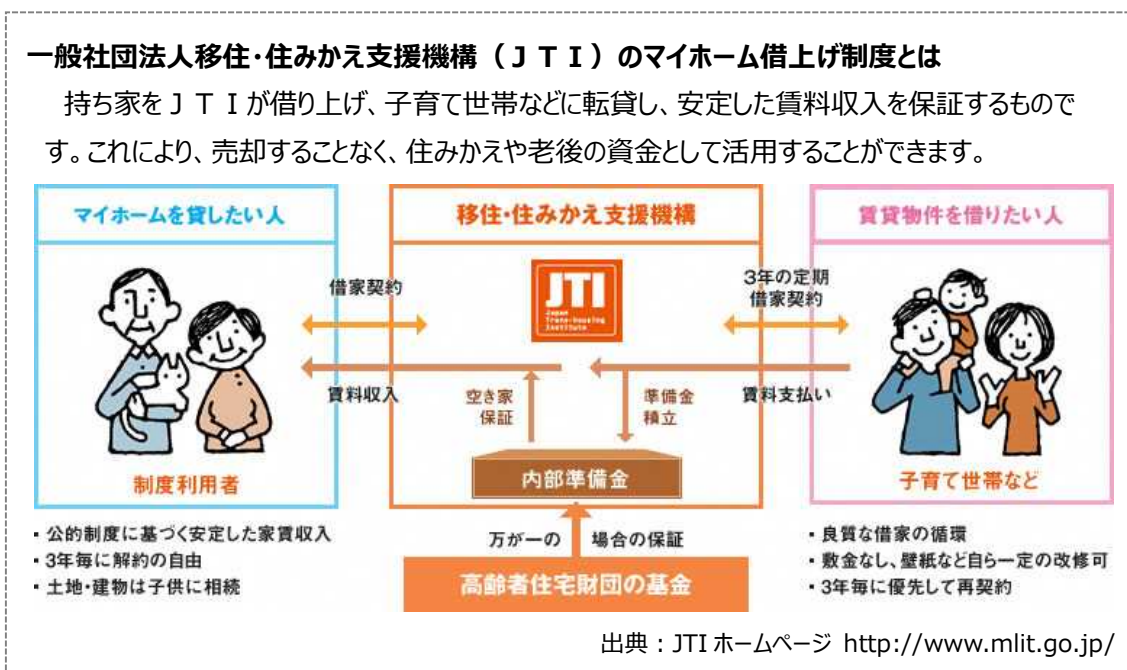 一般社団法人移住・住みかえ支援機構（ＪＴＩ）のマイホーム借上げ制度とは
持ち家をＪＴＩが借り上げ、子育て世帯などに転貸し、安定した賃料収入を保証するもので
す。これにより、売却することなく、住みかえや老後の資金として活用することができます。
マイホームを貸したい人
移住・住みかえ支援機構
賃貸物件を借りたい人
借家契約
JTI
Japan
Trans-housing
Institute
3年の定期
借家契約
賃料収入
空き家
保証
準備金
積立
賃料支払い
内部準備金
制度利用者
子育て世帯など
・公的制度に基づく安定した家賃収入
・3年毎に解約の自由
・土地・建物は子供に相続
万が一の 場合の保証
高齢者住宅財団の基金
・良質な借家の循環
・敷金なし、壁紙など自ら一定の改修可
・3年毎に優先して再契約
出典：JTIホームページ http://www.mlit.go.jp/